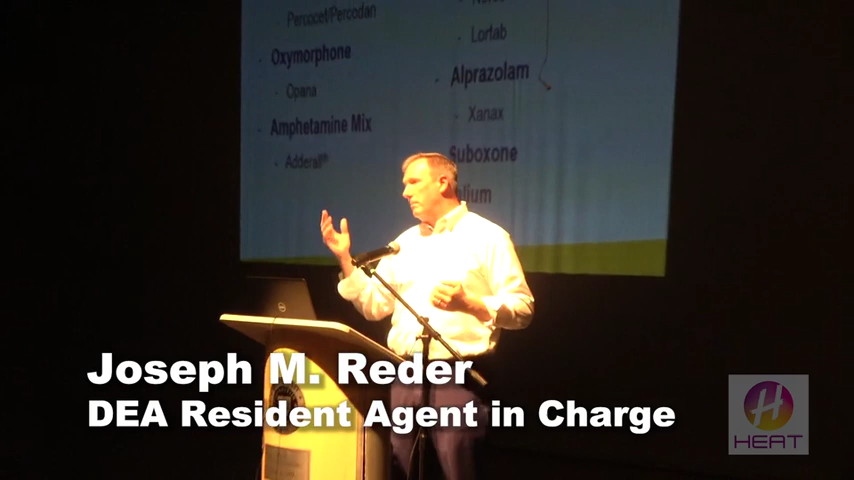 Percocet/Percodan
Oxymorphone
Opana
Amphetamine Mix
Adderall®
Lortab
Alprazolam
Xanax
Suboxone
Joseph M. Reder
DEA Resident Agent in Charge
H
HEAT